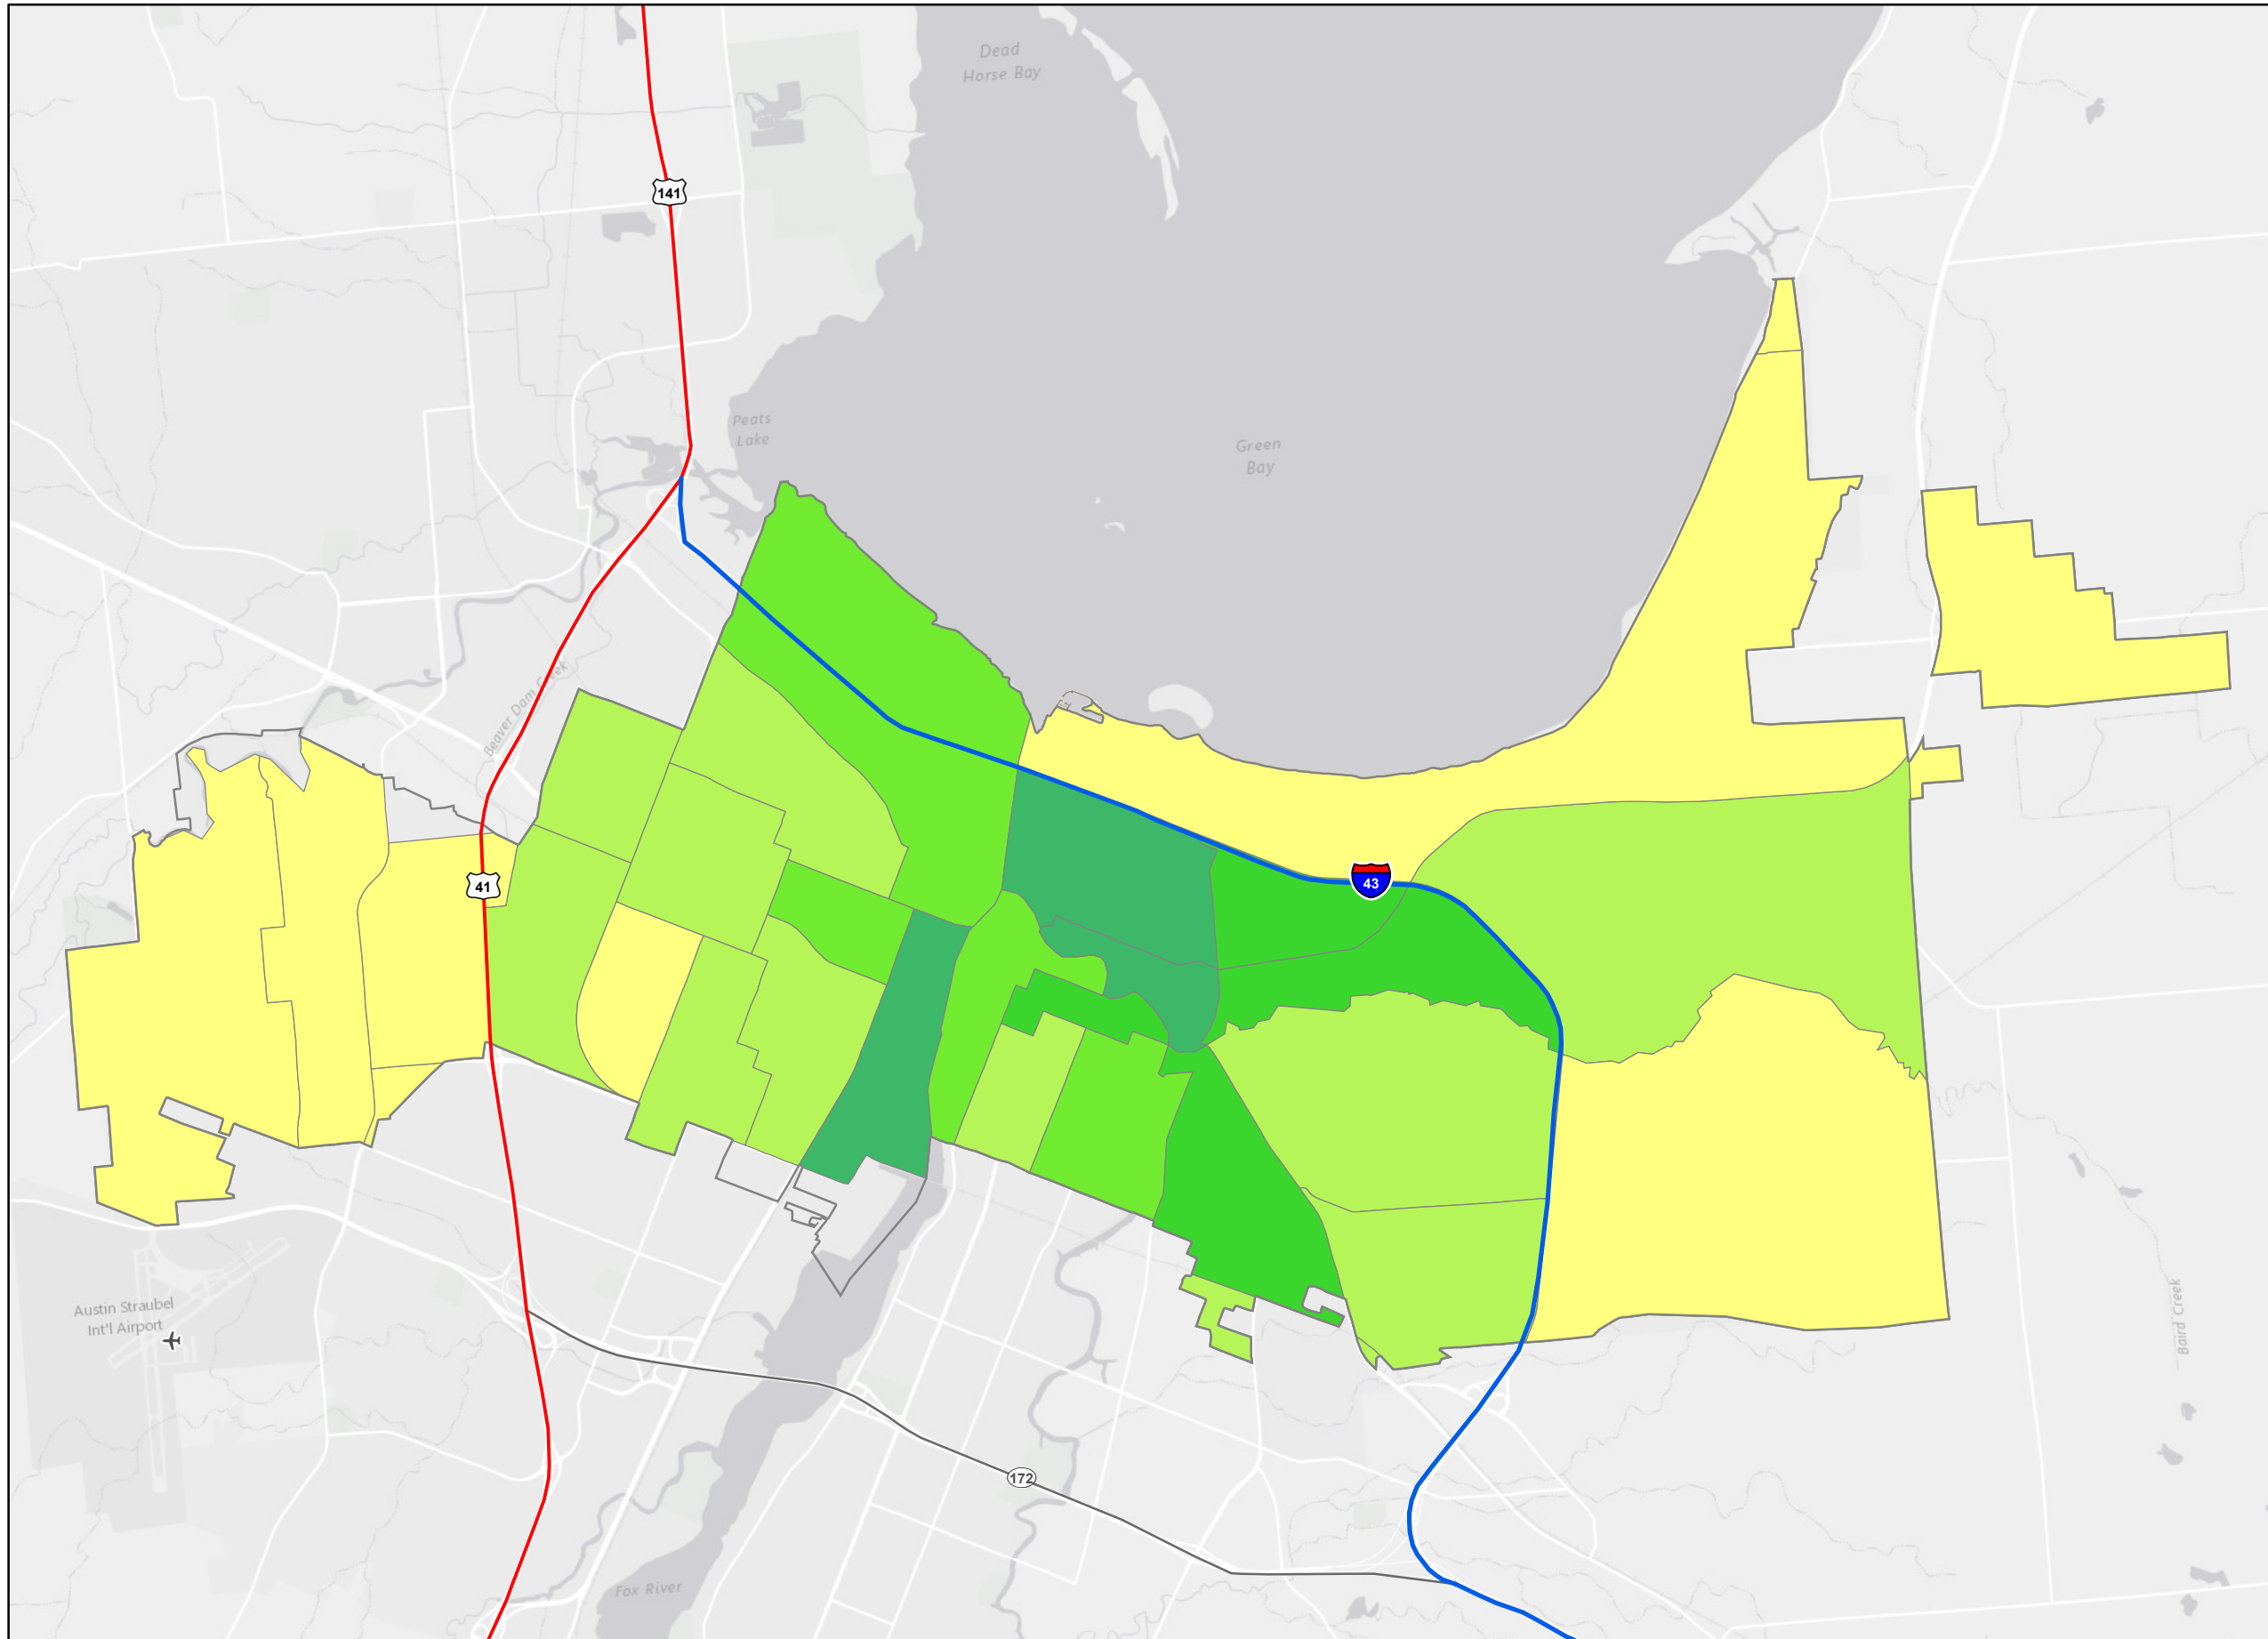 Dead
Horse Bay
141
Peats
Lake
Green
Bay
Beaver Dam Creek
41
43
Austin Straubel
Int'l Airport
Baird Creek
172
Fox River